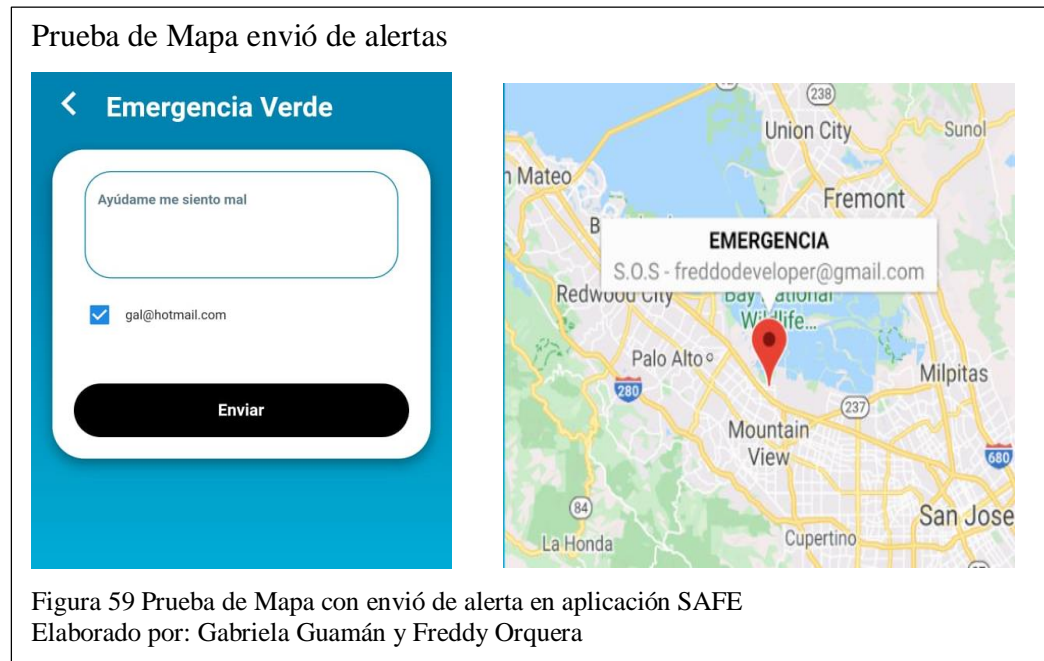 Prueba de Mapa envió de alertas
Emergencia Verde
Ayúdame me siento mal
gal@hotmail.com
Enviar
238
Union City
Sunol
n Mateo
Fremont
EMERGENCIA
S.O.S - freddodeveloper@gmail.com
Redwood City
Bay National
Wildlife...
Palo Alto
Milpitas
280
237
Mountain
View
680
84
San Jose
La Honda
Cupertino
Figura 59 Prueba de Mapa con envió de alerta en aplicación SAFE
Elaborado por: Gabriela Guamán y Freddy Orquera